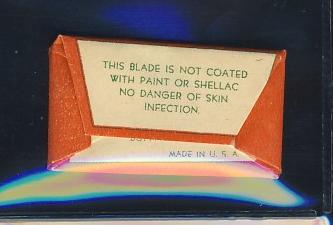 THIS BLADE IS NOT COATED
WITH PAINT OR SHELLAC
NO DANGER OF SKIN
INFECTION.
MADE IN U. S. A.